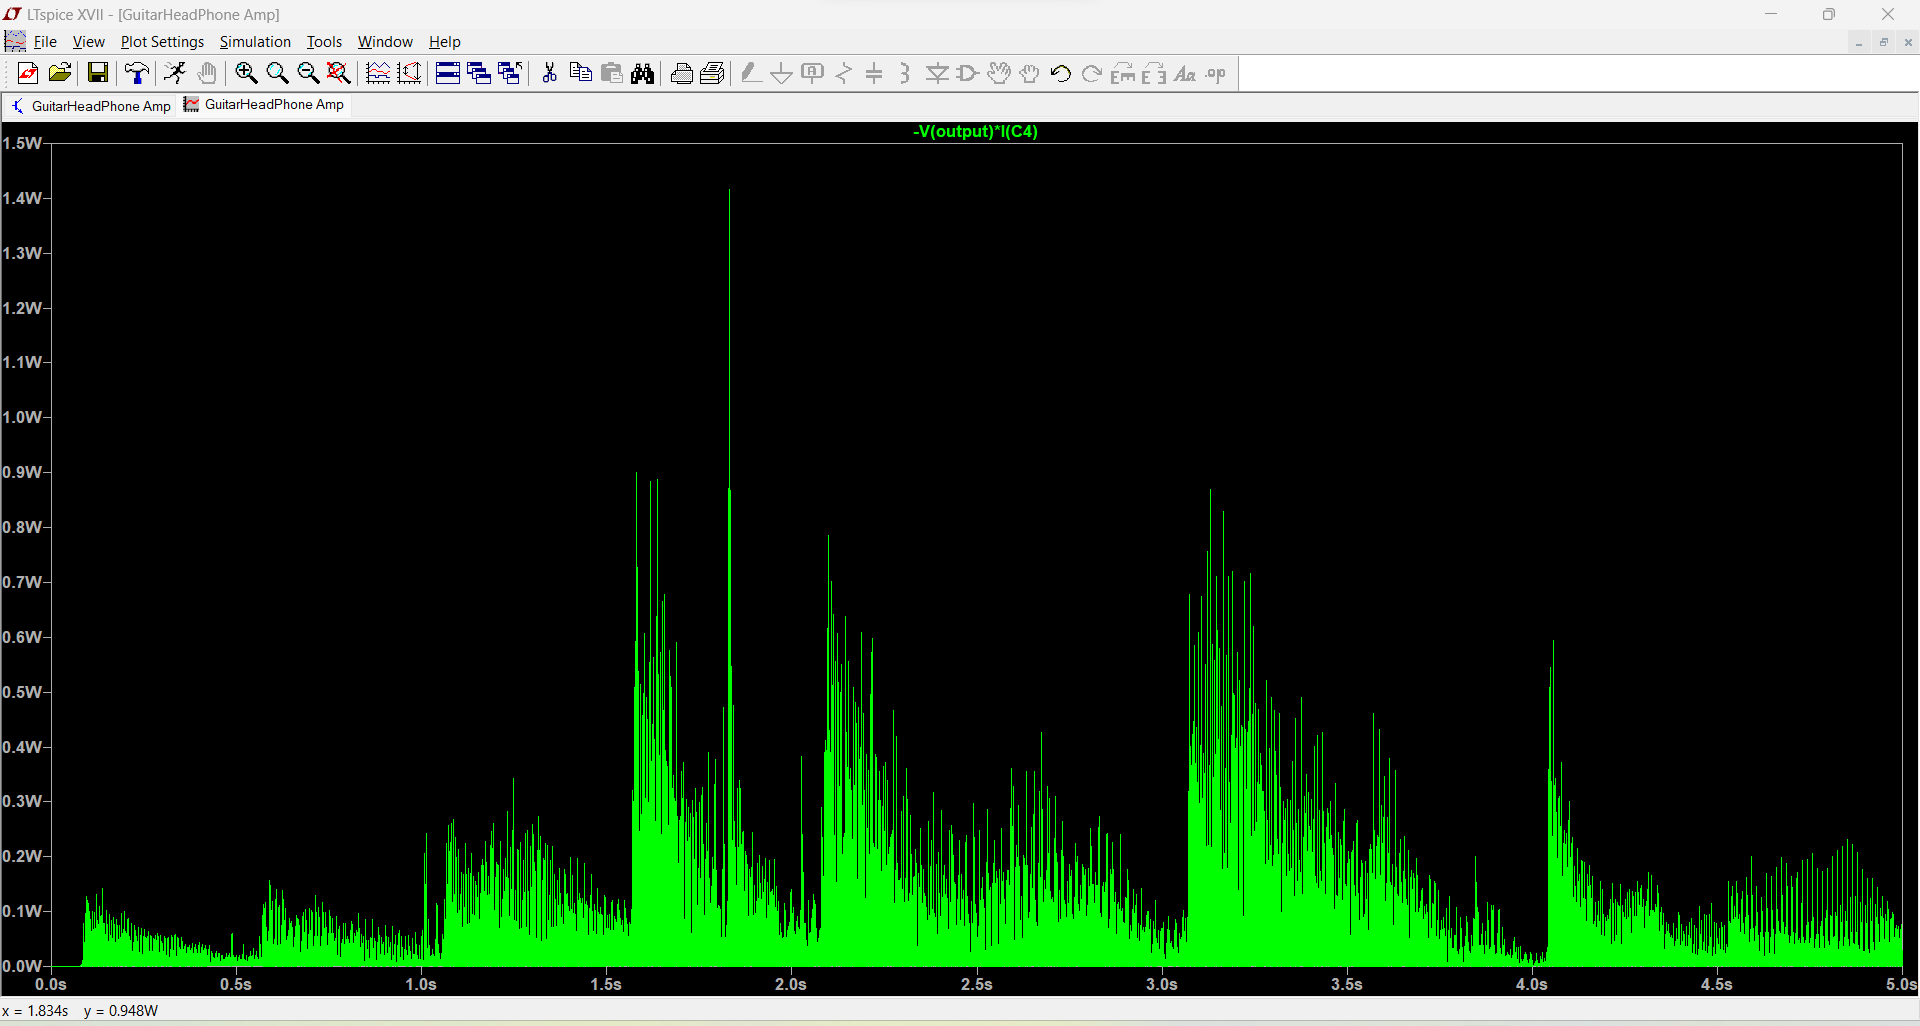 LTspice XVII - [GuitarHeadPhone Amp]
File View Plot Settings Simulation Tools Window Help
Aa .op
GuitarHeadPhone Amp GuitarHeadPhone Amp
-V(output)*I(C4)
1.5W
1.4W
1.3W
1.2W
1.1W
1.0W
0.9W
0.8W
0.7W
0.6W
0.5W
0.4W
0.3W
0.2W
0.1W
0.0W
0.0s 0.5s 1.0s 1.5s 2.0s 2.5s 3.0s 3.5s 4.0s 4.5s 5.0s
x = 1.834s y = 0.948W